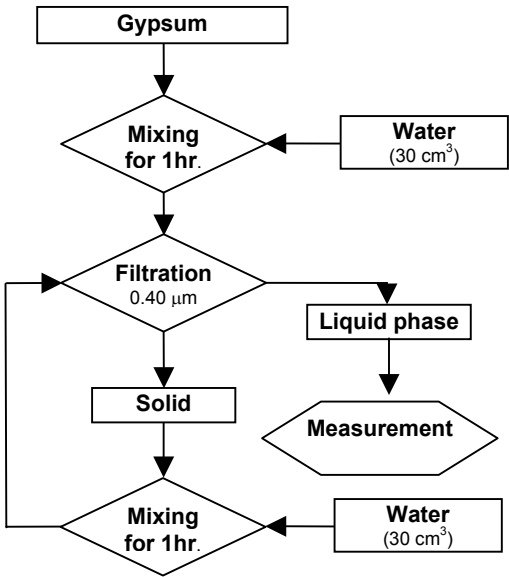 Gypsum
Mixing
for 1hr.
Water
(30 cm³)
Filtration
0.40 μm
Liquid phase
Solid
Measurement
Mixing
for 1hr.
Water
(30 cm³)